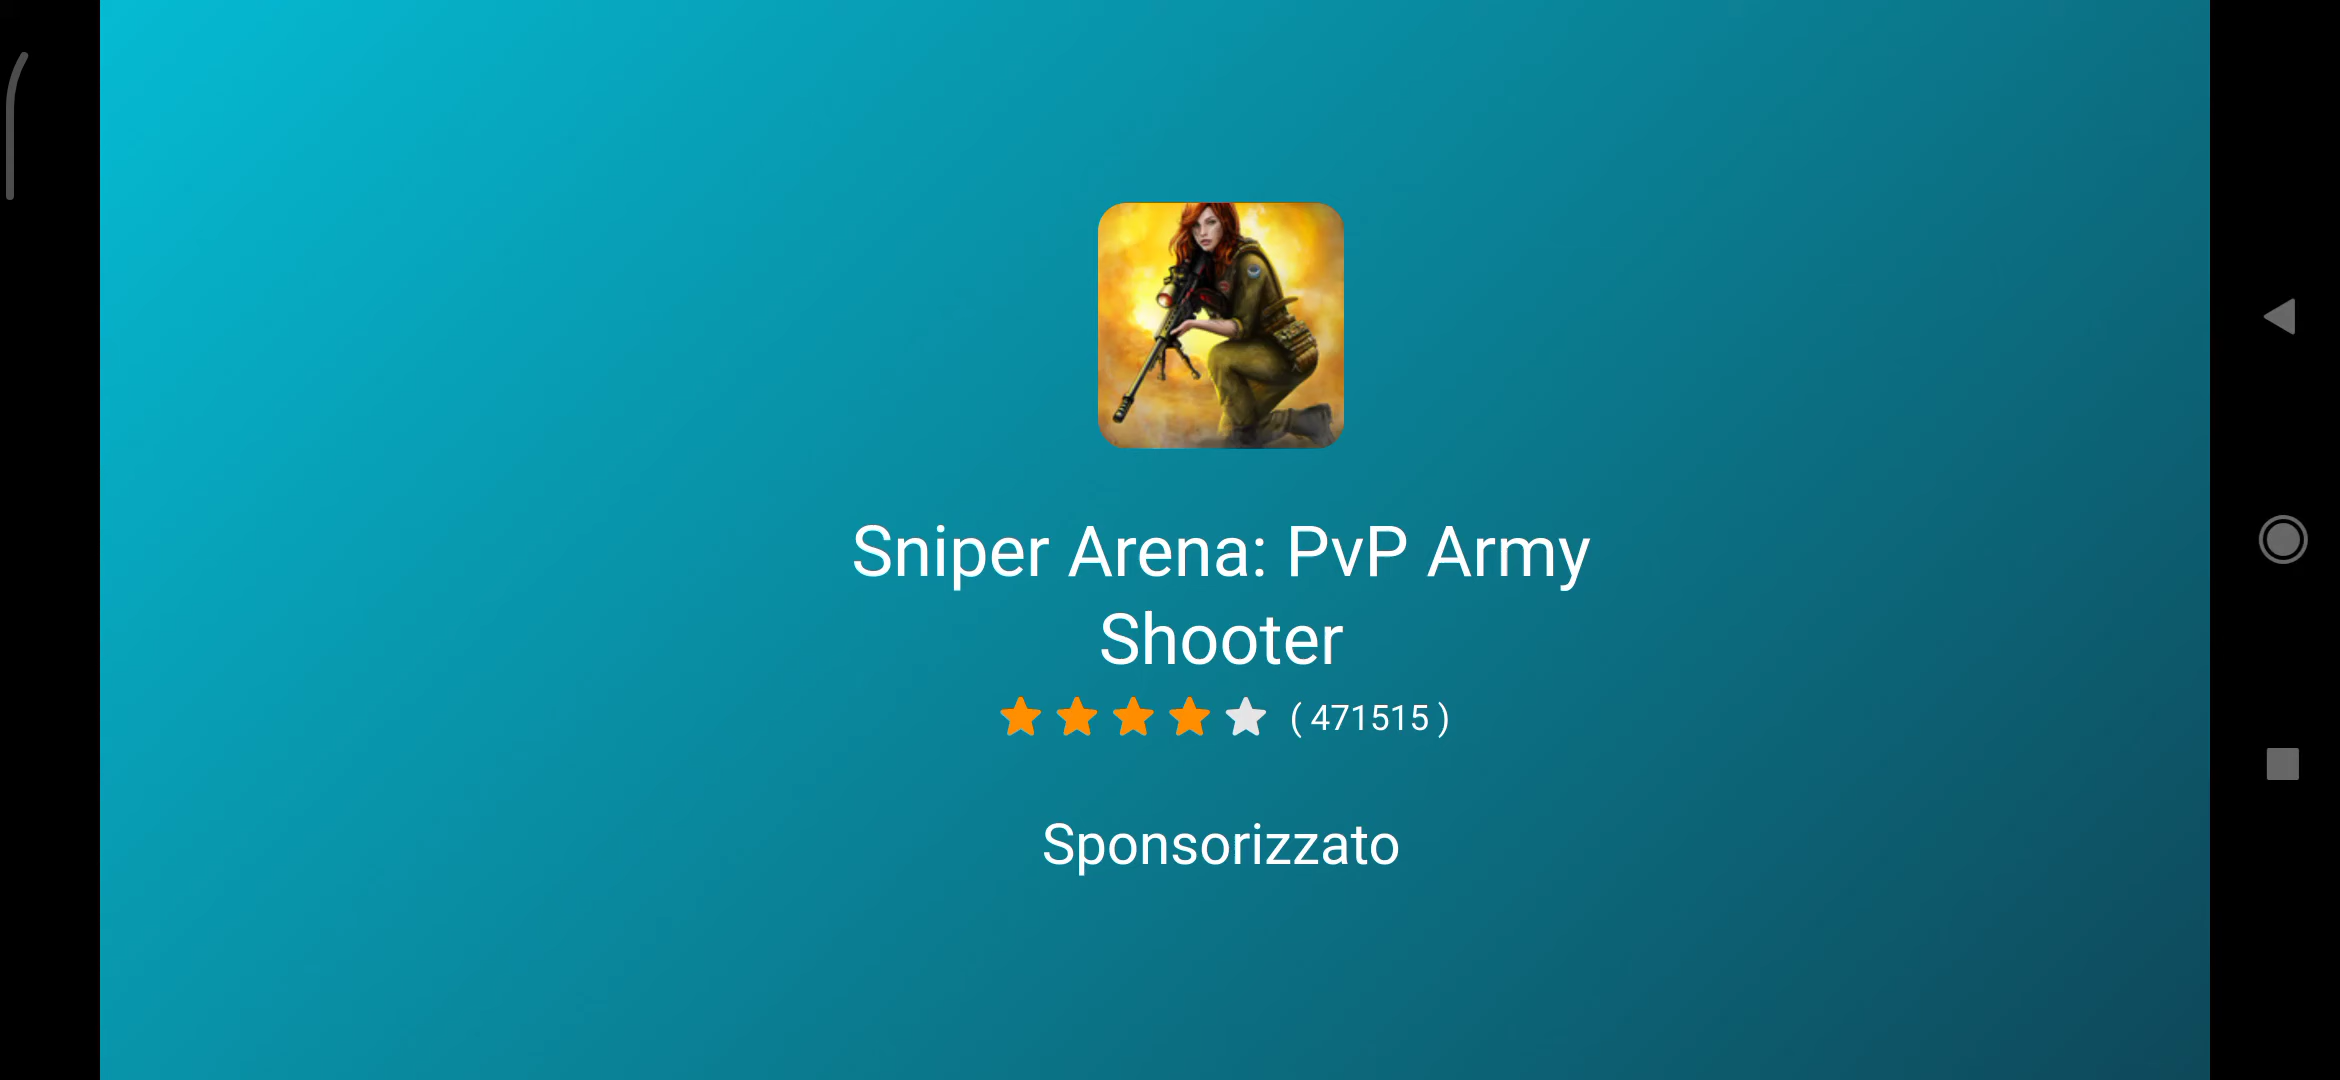 Sniper Arena: PvP Army
Shooter
( 471515 )
Sponsorizzato